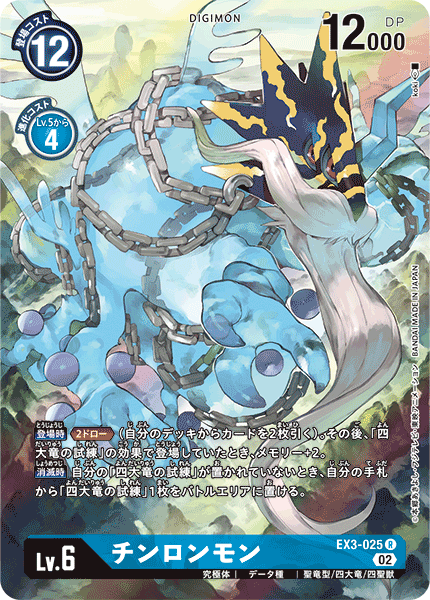 DIGIMON
登場コスト
12
DP
12000
進化コスト
Lv.5から
4
koki
©本郷あきよし・フジテレビ・東映アニメーション BANDAI MADE IN JAPAN
登場時 2ドロー (自分のデッキからカードを2枚引く)。その後、「四
大竜の試練」の効果で登場していたとき、メモリー+2。
消滅時 自分の「四大竜の試練」が置かれていないとき、自分の手札
から「四大竜の試練」1枚をバトルエリアに置ける。
Lv.6
チンロンモン
EX3-025 R
02
究極体 データ種 聖竜型/四大竜/四聖獣